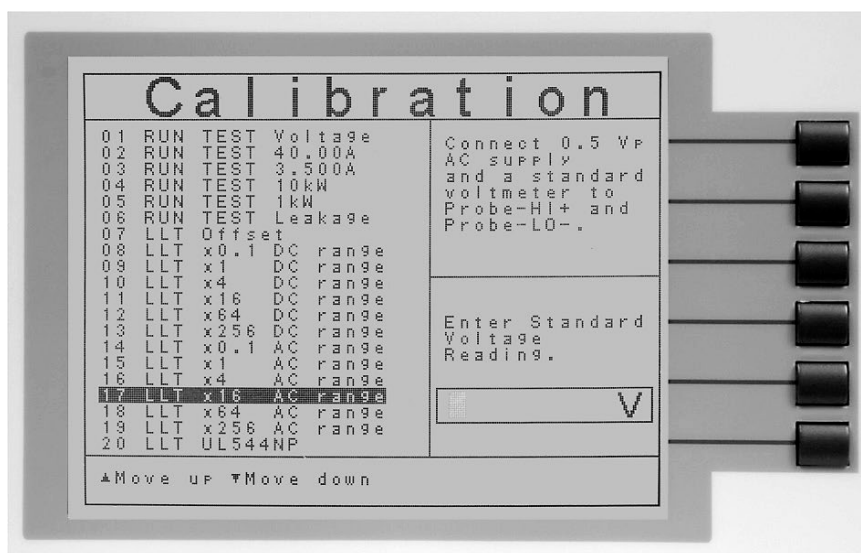 Calibration
01 RUN TEST Voltage
02 RUN TEST 40.00A
03 RUN TEST 3.500A
04 RUN TEST 10kW
05 RUN TEST 1kW
06 RUN TEST Leakage
07 LLT Offset
08 LLT x0.1 DC range
09 LLT x1 DC range
10 LLT x4 DC range
11 LLT x16 DC range
12 LLT x64 DC range
13 LLT x256 DC range
14 LLT x0.1 AC range
15 LLT x1 AC range
16 LLT x4 AC range
17 LLT x16 AC range
18 LLT x64 AC range
19 LLT x256 AC range
20 LLT UL544NP
Connect 0.5 Vp
AC supply
and a standard
voltmeter to
Probe-HI+ and
Probe-LO-.
Enter Standard
Voltage
Reading.
V
▲Move up ▼Move down